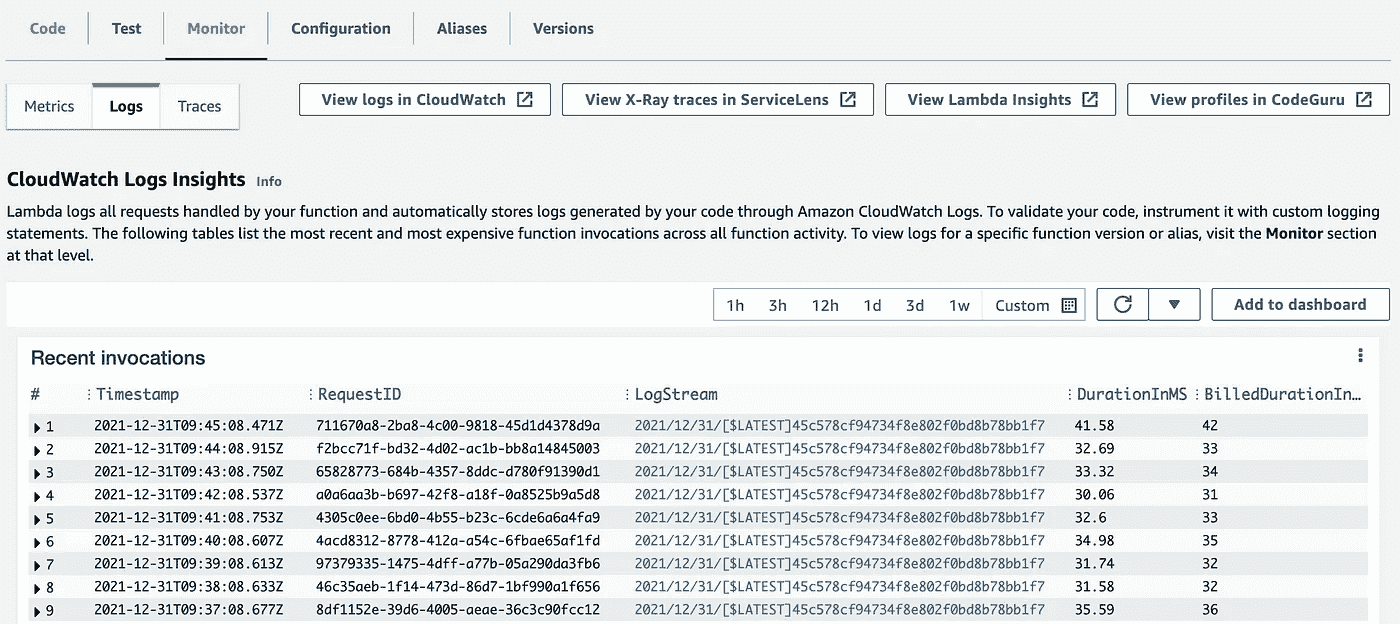 Code Test Monitor Configuration Aliases Versions
Metrics Logs Traces View logs in CloudWatch View X-Ray traces in ServiceLens View Lambda Insights View profiles in CodeGuru
CloudWatch Logs Insights Info
Lambda logs all requests handled by your function and automatically stores logs generated by your code through Amazon CloudWatch Logs. To validate your code, instrument it with custom logging
statements. The following tables list the most recent and most expensive function invocations across all function activity. To view logs for a specific function version or alias, visit the Monitor section
at that level.
1h 3h 12h 1d 3d 1w Custom Add to dashboard
Recent invocations
# Timestamp RequestID LogStream DurationInMS BilledDurationIn…
1 2021-12-31T09:45:08.471Z 711670a8-2ba8-4c00-9818-45d1d4378d9a 2021/12/31/[$LATEST]45c578cf94734f8e802f0bd8b78bb1f7 41.58 42
2 2021-12-31T09:44:08.915Z f2bcc71f-bd32-4d02-ac1b-bb8a14845003 2021/12/31/[$LATEST]45c578cf94734f8e802f0bd8b78bb1f7 32.69 33
3 2021-12-31T09:43:08.750Z 65828773-684b-4357-8ddc-d780f91390d1 2021/12/31/[$LATEST]45c578cf94734f8e802f0bd8b78bb1f7 33.32 34
4 2021-12-31T09:42:08.537Z a0a6aa3b-b697-42f8-a18f-0a8525b9a5d8 2021/12/31/[$LATEST]45c578cf94734f8e802f0bd8b78bb1f7 30.06 31
5 2021-12-31T09:41:08.753Z 4305c0ee-6bd0-4b55-b23c-6cde6a6a4fa9 2021/12/31/[$LATEST]45c578cf94734f8e802f0bd8b78bb1f7 32.6 33
6 2021-12-31T09:40:08.607Z 4acd8312-8778-412a-a54c-6fbae65af1fd 2021/12/31/[$LATEST]45c578cf94734f8e802f0bd8b78bb1f7 34.98 35
7 2021-12-31T09:39:08.613Z 97379335-1475-4dff-a77b-05a290da3fb6 2021/12/31/[$LATEST]45c578cf94734f8e802f0bd8b78bb1f7 31.74 32
8 2021-12-31T09:38:08.633Z 46c35aeb-1f14-473d-86d7-1bf990a1f656 2021/12/31/[$LATEST]45c578cf94734f8e802f0bd8b78bb1f7 31.58 32
9 2021-12-31T09:37:08.677Z 8df1152e-39d6-4005-aeae-36c3c90fcc12 2021/12/31/[$LATEST]45c578cf94734f8e802f0bd8b78bb1f7 35.59 36